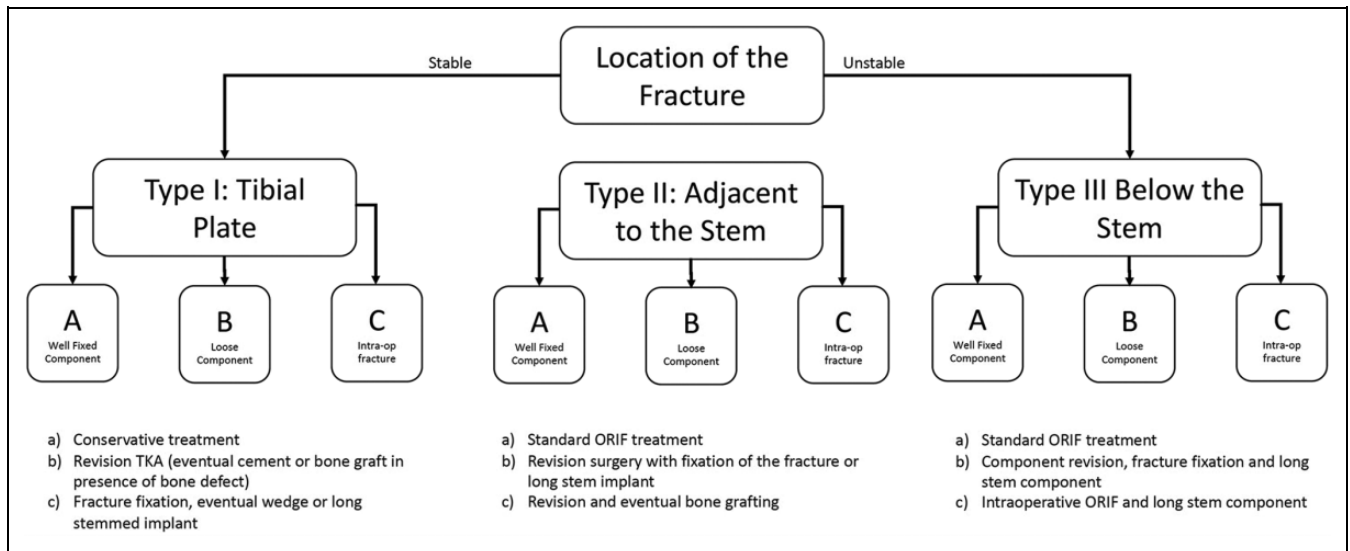 Location of the
Fracture
Stable
Unstable
Type I: Tibial
Plate
Type II: Adjacent
to the Stem
Type III Below the
Stem
A
Well Fixed
Component
B
Loose
Component
C
Intra-op
fracture
A
Well Fixed
Component
B
Loose
Component
C
Intra-op
fracture
A
Well Fixed
Component
B
Loose
Component
C
Intra-op
fracture
a) Conservative treatment
b) Revision TKA (eventual cement or bone graft in
presence of bone defect)
c) Fracture fixation, eventual wedge or long
stemmed implant
a) Standard ORIF treatment
b) Revision surgery with fixation of the fracture or
long stem implant
c) Revision and eventual bone grafting
a) Standard ORIF treatment
b) Component revision, fracture fixation and long
stem component
c) Intraoperative ORIF and long stem component